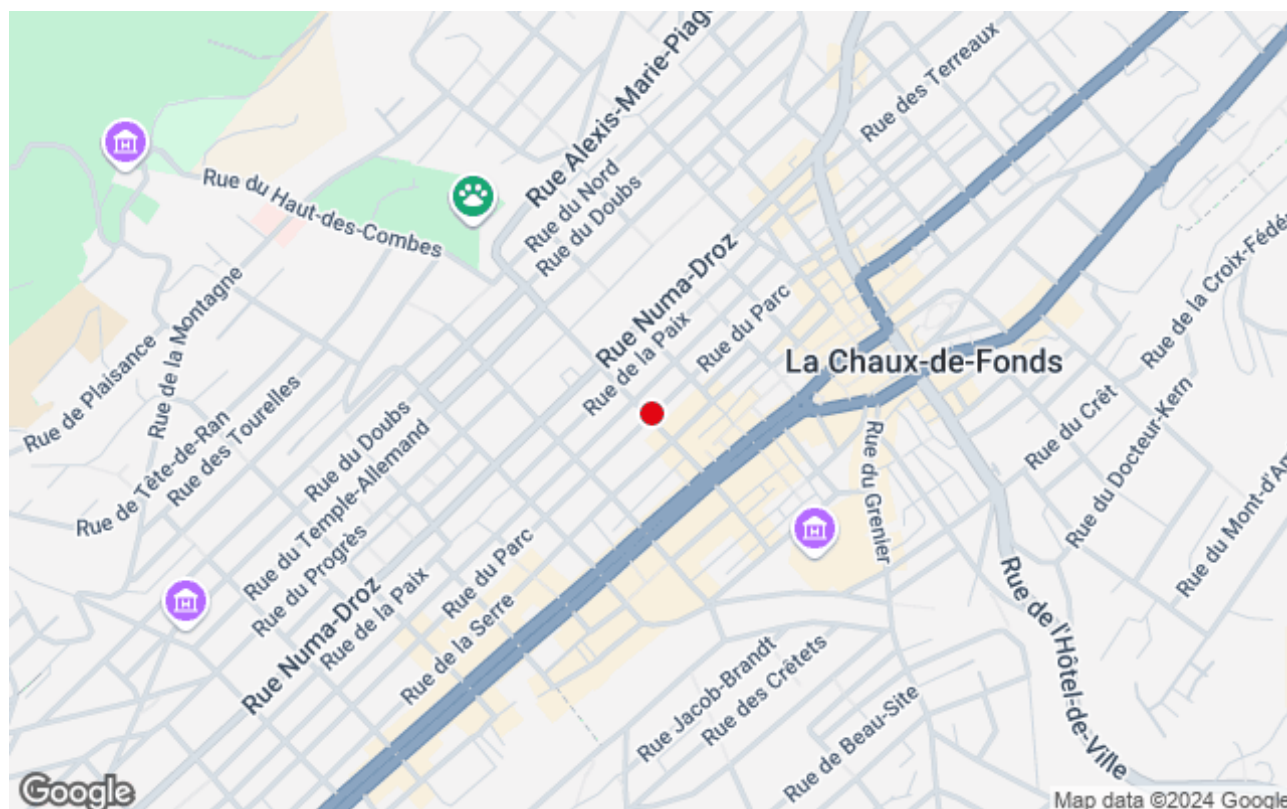 Rue Alexis-Marie-Piag
Rue des Terreaux
Rue du Haut-des-Combes
Rue du Nord
Rue du Doubs
Rue Numa-Droz
Rue de la Paix
Rue du Parc
Rue de la Croix-Fédé
La Chaux-de-Fonds
Rue de Plaisance
Rue de la Montagne
Rue de Tête-de-Ran
Rue des Tourelles
Rue du Doubs
Rue du Temple-Allemand
Rue du Progrès
Rue Numa-Droz
Rue de la Paix
Rue du Parc
Rue de la Serre
Rue du Grenier
Rue du Crêt
Rue du Docteur-Kern
Rue du Mont-d'Am
Rue de l'Hôtel-de-Ville
Rue Jacob-Brandt
Rue des Crêtets
Rue de Beau-Site
Google
Map data ©2024 Google